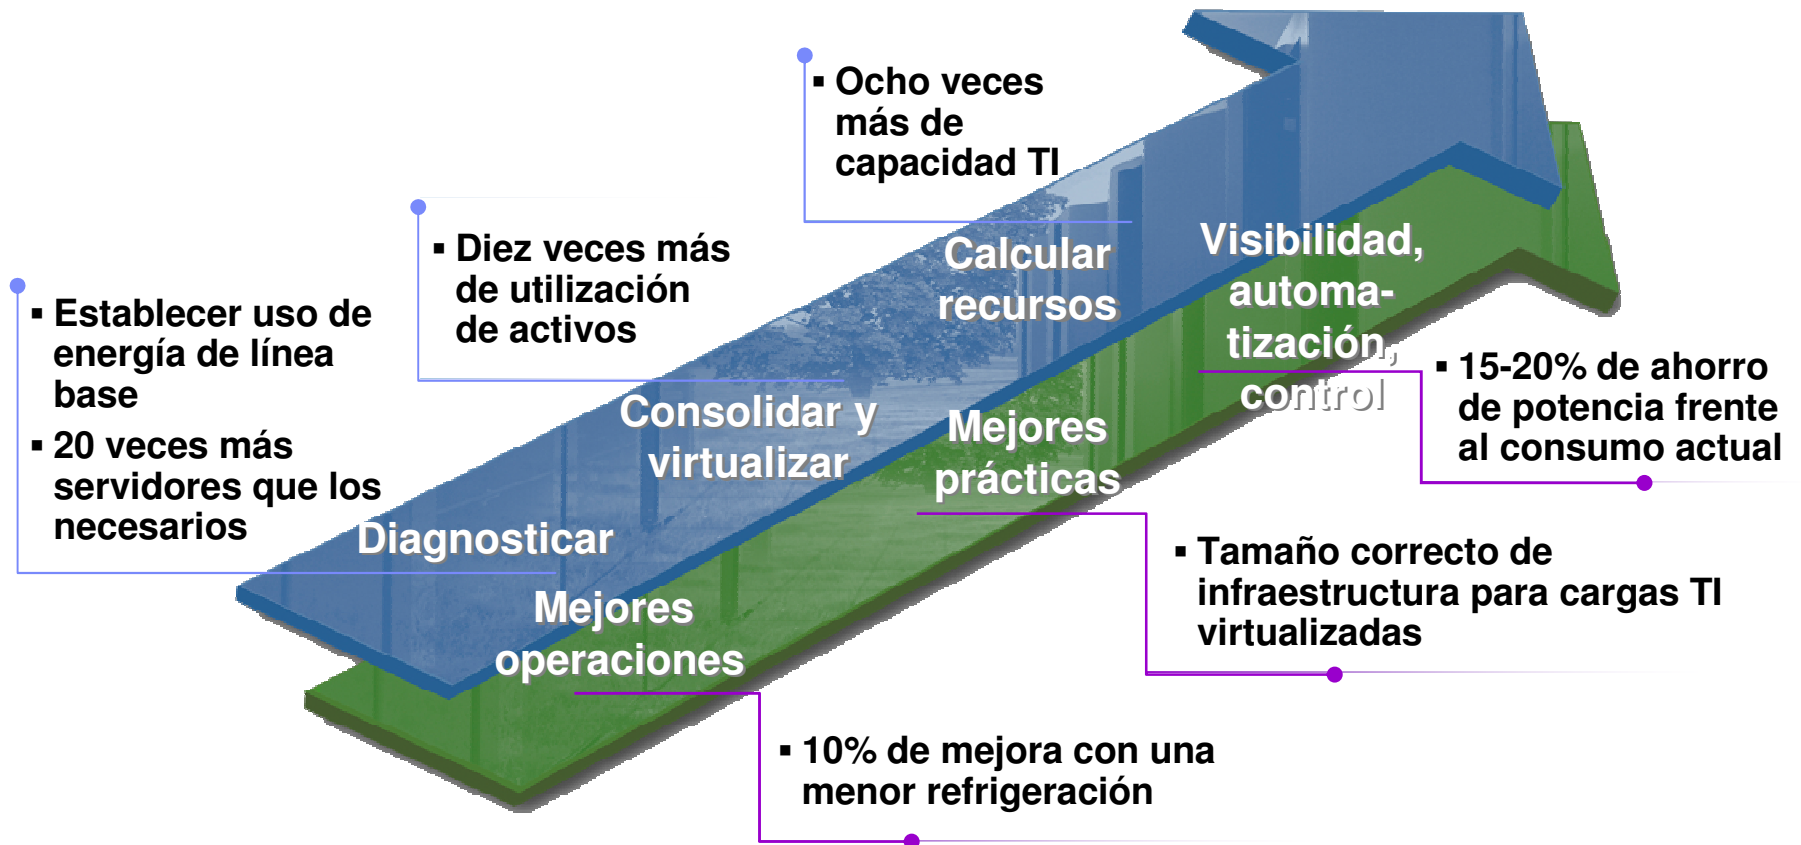 ▪ Ocho veces
más de
capacidad TI
▪ Diez veces más
de utilización
de activos
▪ Establecer uso de
energía de línea
base
▪ 20 veces más
servidores que los
necesarios
Calcular
recursos
Visibilidad,
automa-
tización,
control
Consolidar y
virtualizar
Mejores
prácticas
Diagnosticar
Mejores
operaciones
▪ 15-20% de ahorro
de potencia frente
al consumo actual
▪ Tamaño correcto de
infraestructura para cargas TI
virtualizadas
▪ 10% de mejora con una
menor refrigeración